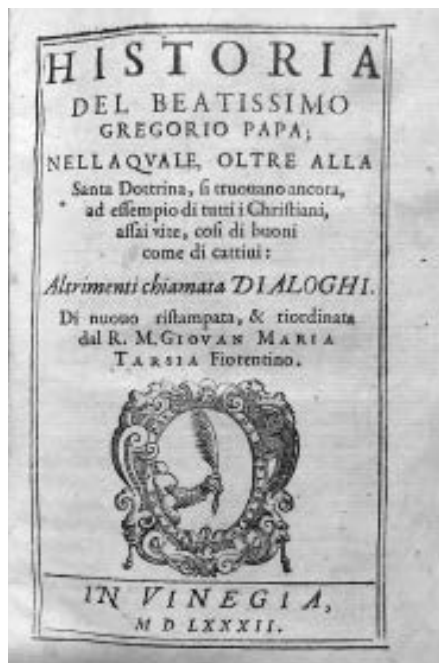 HISTORIA
DEL BEATISSIMO
GREGORIO PAPA;
NELLAQVALE, OLTRE ALLA
Santa Dottrina, ſi truouano ancora,
ad eſſempio di tutti i Chriſtiani,
aſſai vite, coſi di buoni
come di cattiui:
Altrimenti chiamata DIALOGHI.
Di nuouo riſtampata, & riordinata
dal R. M. GIOVAN MARIA
TARSIA Fiorentino.
IN VINEGIA,
M D LXXXII.